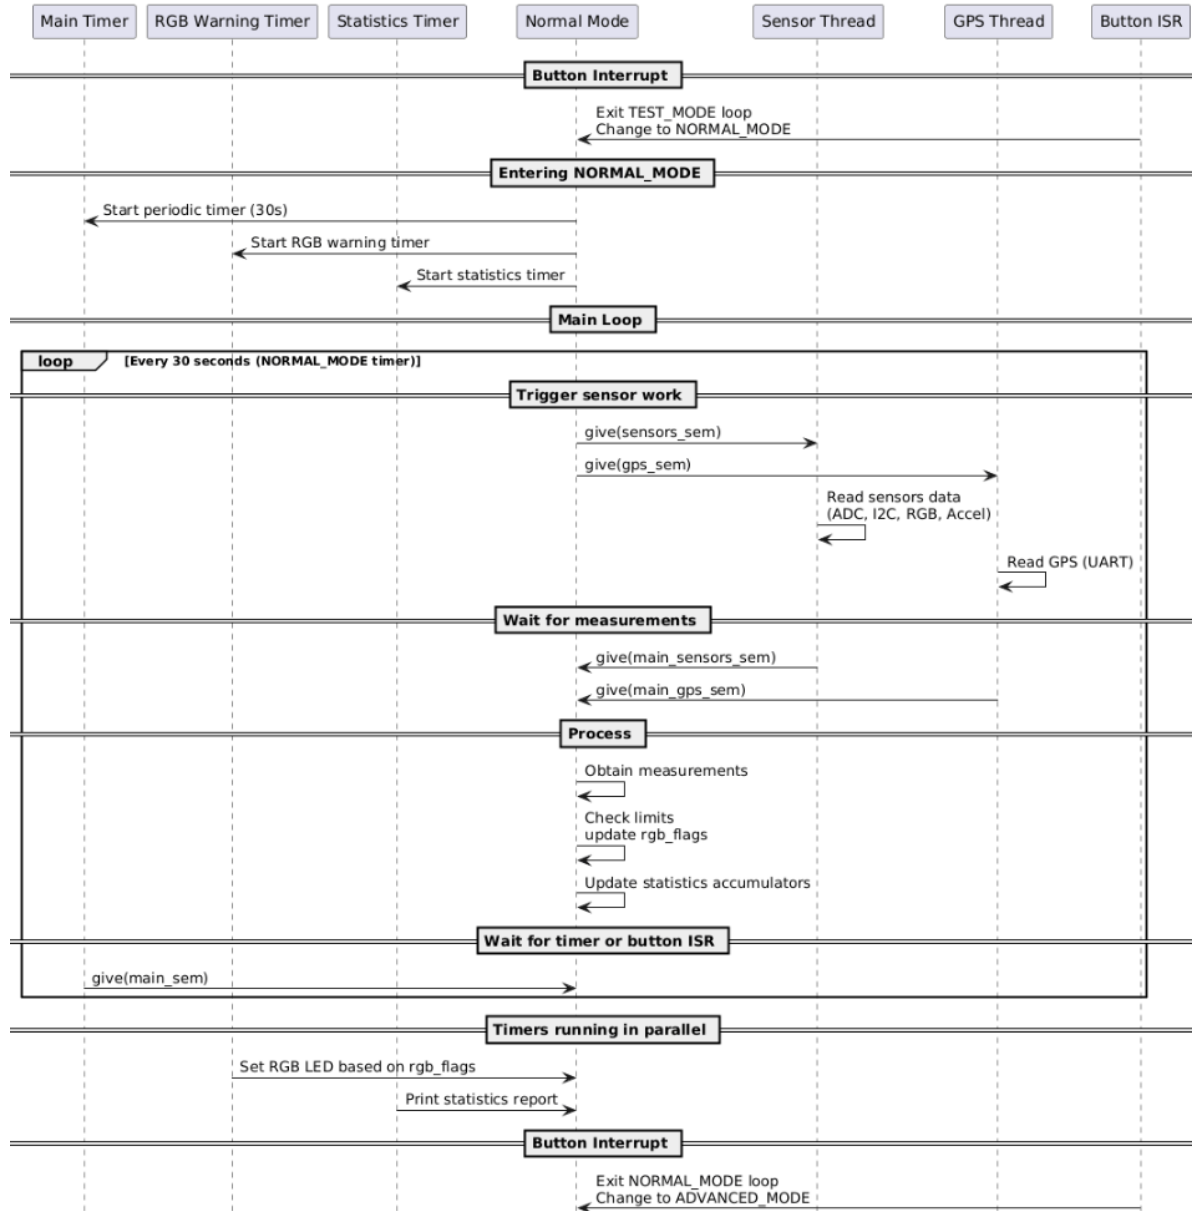 Main Timer
RGB Warning Timer
Statistics Timer
Normal Mode
Sensor Thread
GPS Thread
Button ISR
Button Interrupt
Exit TEST_MODE loop
Change to NORMAL_MODE
Entering NORMAL_MODE
Start periodic timer (30s)
Start RGB warning timer
Start statistics timer
Main Loop
loop
[Every 30 seconds (NORMAL_MODE timer)]
Trigger sensor work
give(sensors_sem)
give(gps_sem)
Read sensors data
(ADC, I2C, RGB, Accel)
Read GPS (UART)
Wait for measurements
give(main_sensors_sem)
give(main_gps_sem)
Process
Obtain measurements
Check limits
update rgb_flags
Update statistics accumulators
Wait for timer or button ISR
give(main_sem)
Timers running in parallel
Set RGB LED based on rgb_flags
Print statistics report
Button Interrupt
Exit NORMAL_MODE loop
Change to ADVANCED_MODE